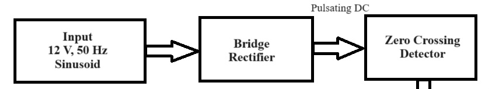 Pulsating DC
Input
12 V, 50 Hz
Sinusoid
Bridge
Rectifier
Zero Crossing
Detector